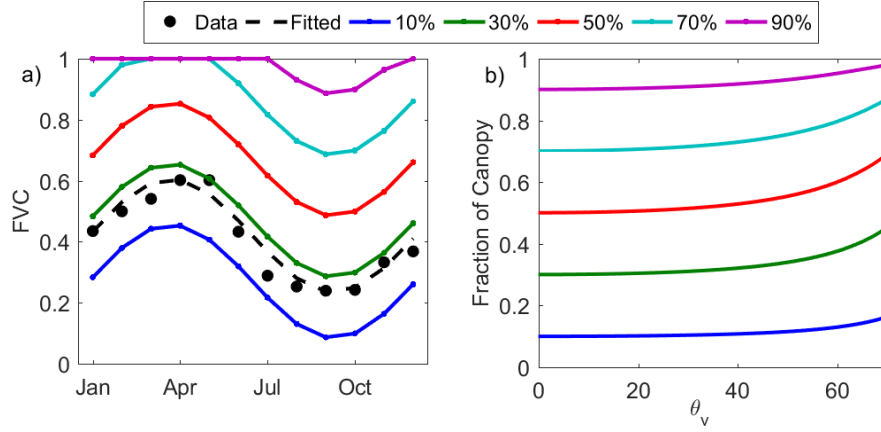 Data Fitted 10% 30% 50% 70% 90%
a)
FVC
1
0.8
0.6
0.4
0.2
0
Jan Apr Jul Oct
b)
Fraction of Canopy
1
0.8
0.6
0.4
0.2
0
0 20 40 60
θv